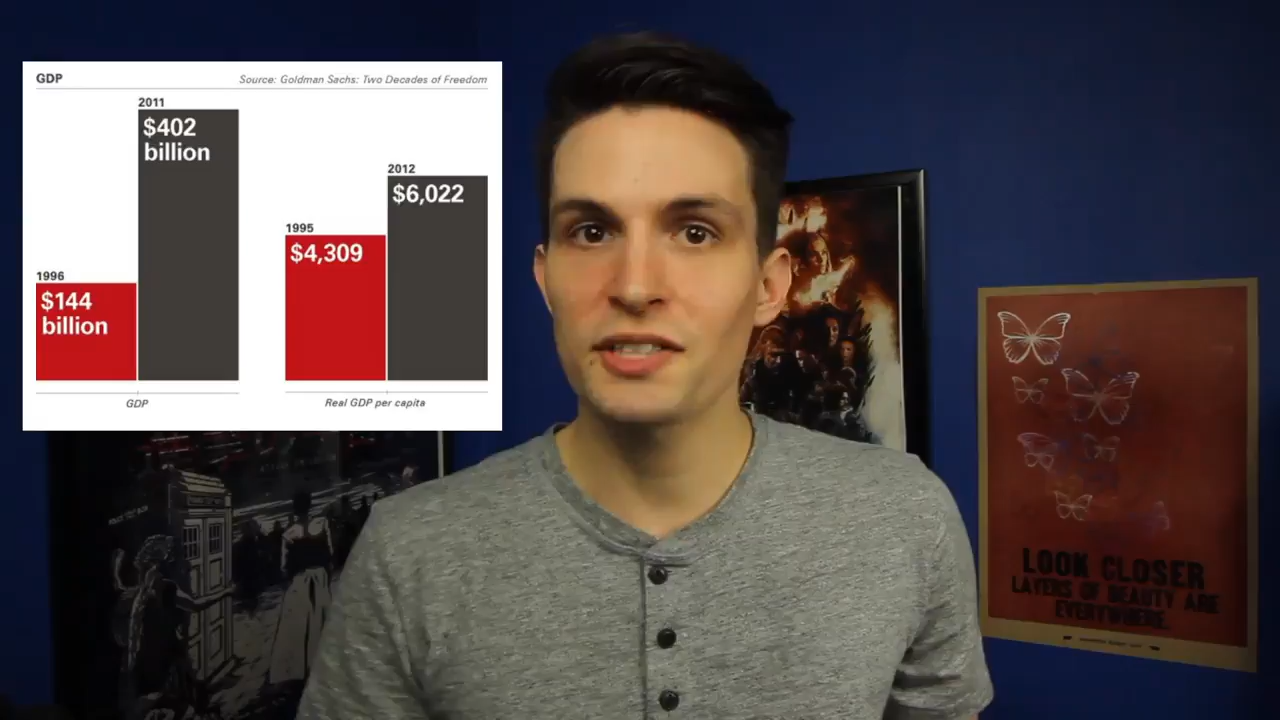 GDP
Source: Goldman Sachs: Two Decades of Freedom
2011
$402
billion
1996
$144
billion
GDP
2012
$6,022
1995
$4,309
Real GDP per capita
LOOK CLOSER
LAYERS OF BEAUTY ARE
EVERYWHERE.